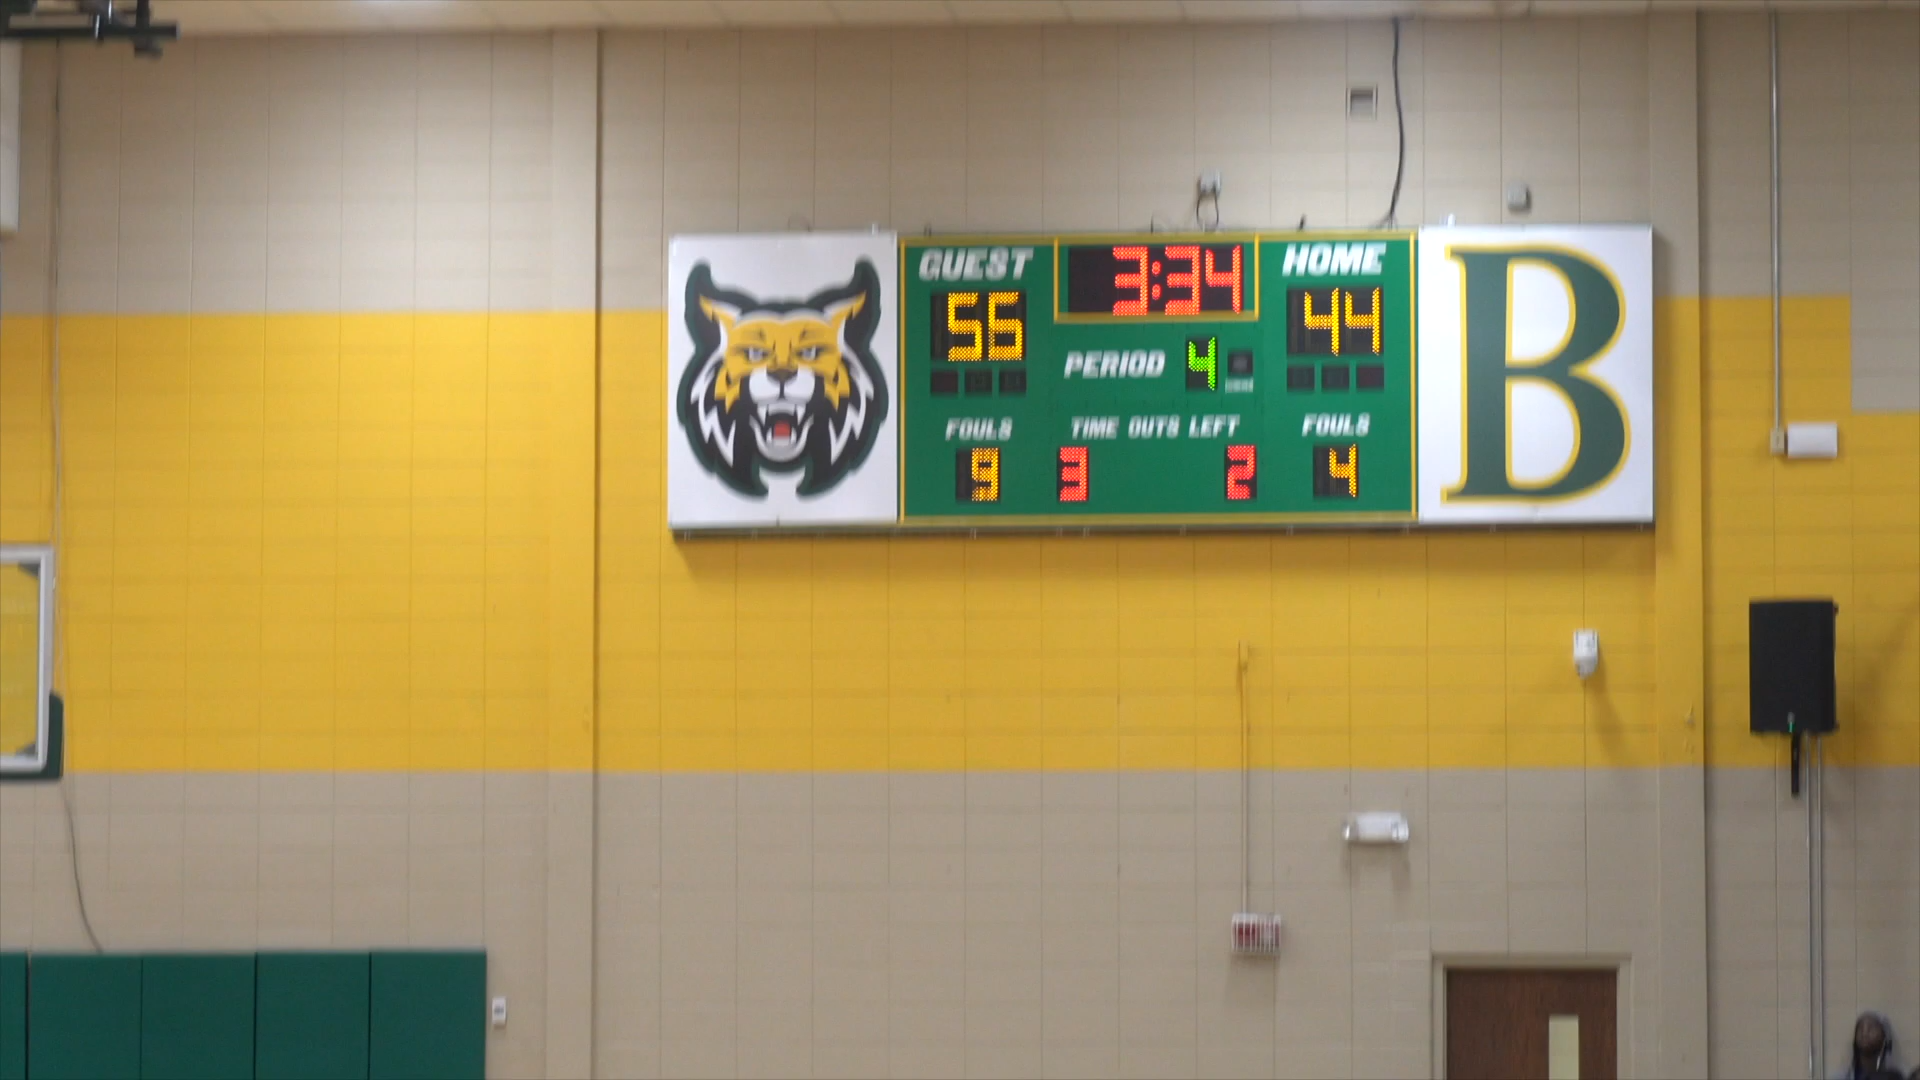 GUEST 3:34 HOME
56 44
PERIOD 4
FOULS TIME OUTS LEFT FOULS
9 3 2 4
B